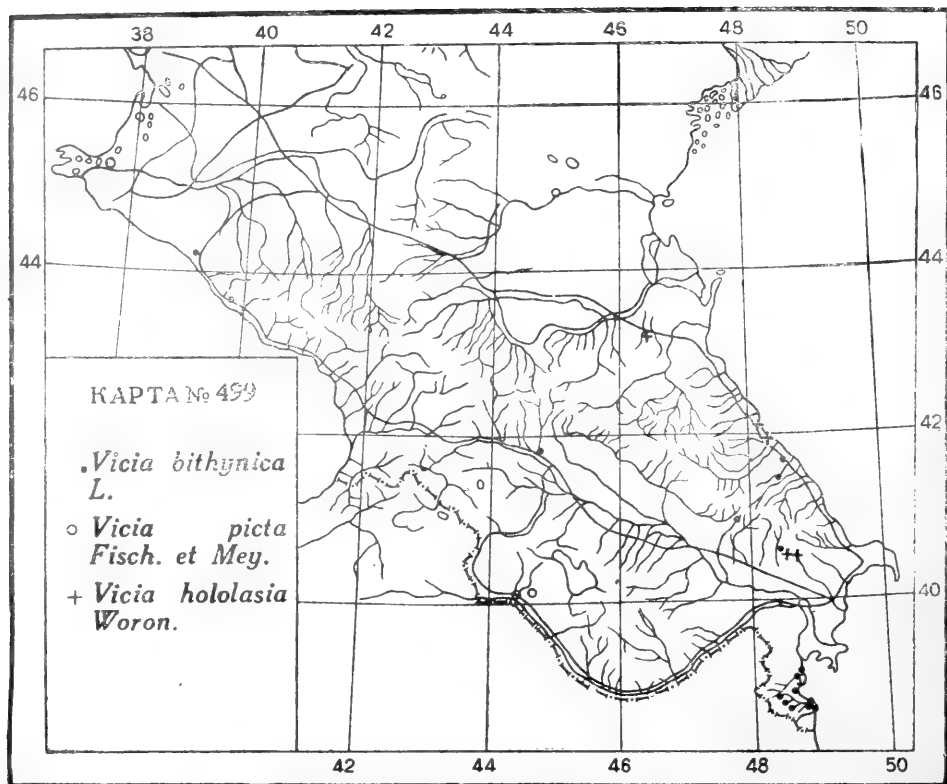 38 40 42 44 46 48 50
46 46
44 44
КАРТА № 499
42
. Vicia bithynica
L.
○ Vicia picta
Fisch. et Mey.
+ Vicia hololasia
Woron.
40
42 44 46 48 50